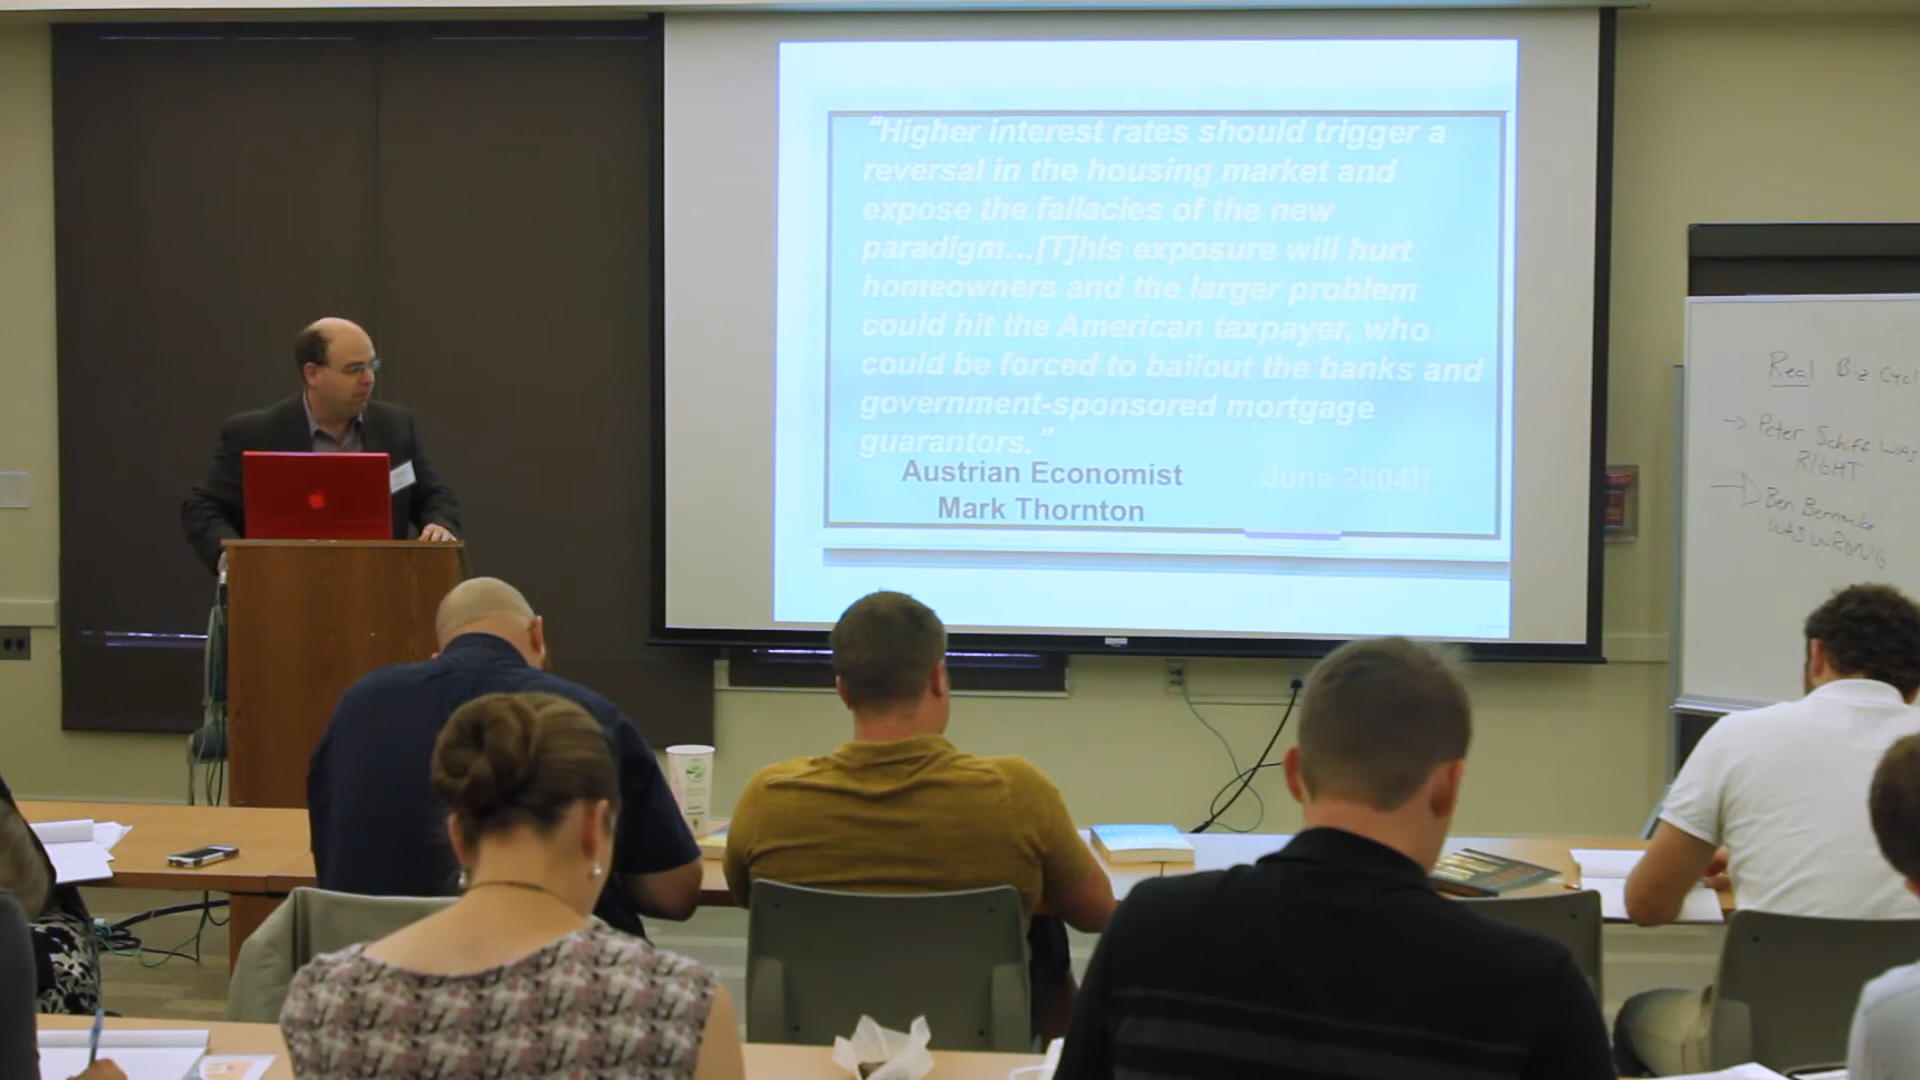 “Higher interest rates should trigger a
reversal in the housing market and
expose the fallacies of the new
paradigm...[T]his exposure will hurt
homeowners and the larger problem
could hit the American taxpayer, who
could be forced to bailout the banks and
government-sponsored mortgage
guarantors.”
Austrian Economist
Mark Thornton
June 2004!!
Real Biz Cycl
-> Peter Schiff WAS
RIGHT
-> Ben Bernanke
WAS WRONG